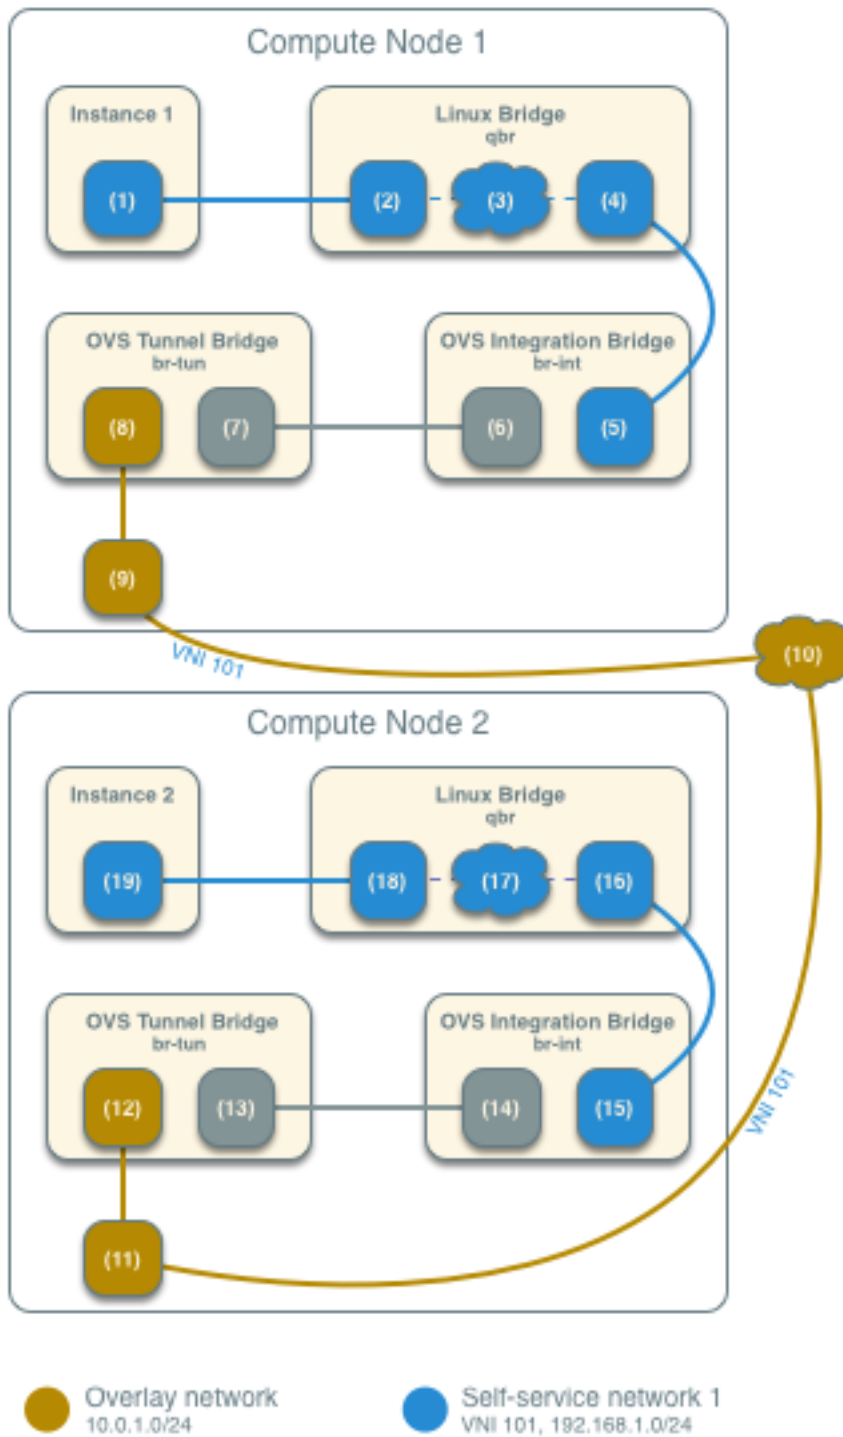 Compute Node 1
Instance 1
Linux Bridge
qbr
(1)
(2)
(3)
(4)
OVS Tunnel Bridge
br-tun
OVS Integration Bridge
br-int
(8)
(7)
(6)
(5)
(9)
VNI 101
(10)
Compute Node 2
Instance 2
Linux Bridge
qbr
(19)
(18)
(17)
(16)
OVS Tunnel Bridge
br-tun
OVS Integration Bridge
br-int
(12)
(13)
(14)
(15)
VNI 101
(11)
Overlay network
10.0.1.0/24
Self-service network 1
VNI 101, 192.168.1.0/24